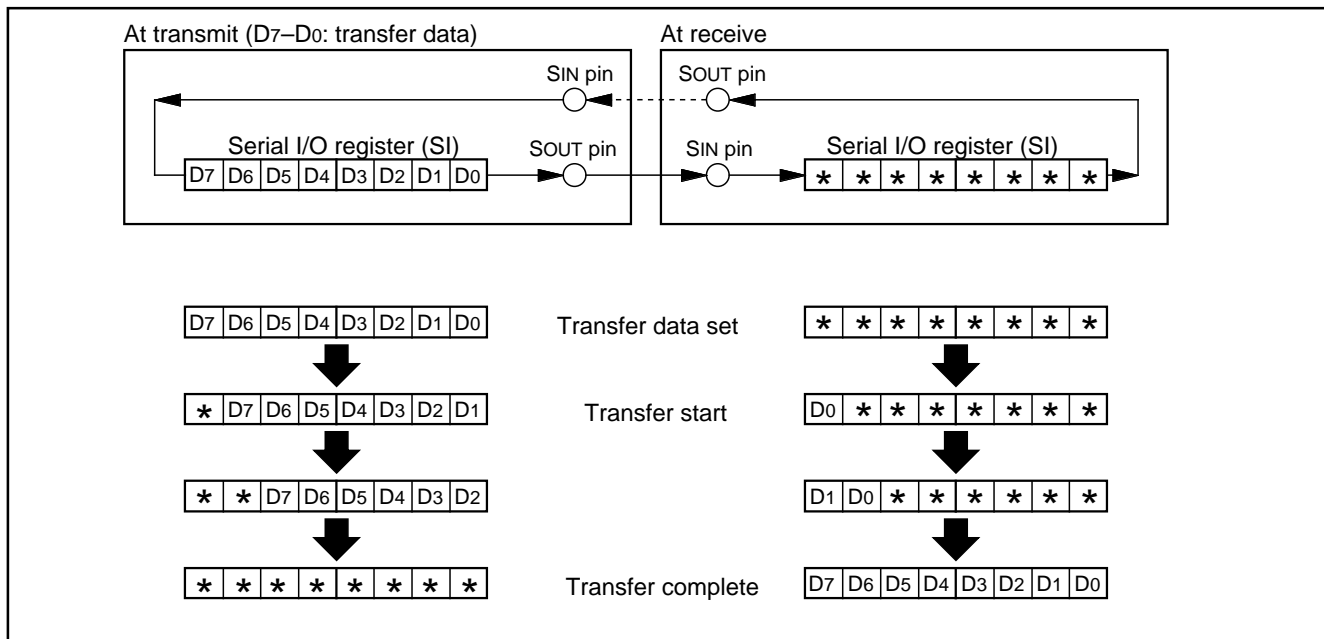 At transmit (D7–D0: transfer data)
At receive
SIN pin
SOUT pin
Serial I/O register (SI)
SOUT pin
SIN pin
Serial I/O register (SI)
D7 D6 D5 D4 D3 D2 D1 D0
* * * * * * * *
D7 D6 D5 D4 D3 D2 D1 D0
Transfer data set
* * * * * * * *
* D7 D6 D5 D4 D3 D2 D1
Transfer start
D0 * * * * * * *
* * D7 D6 D5 D4 D3 D2
D1 D0 * * * * * *
* * * * * * * *
Transfer complete
D7 D6 D5 D4 D3 D2 D1 D0